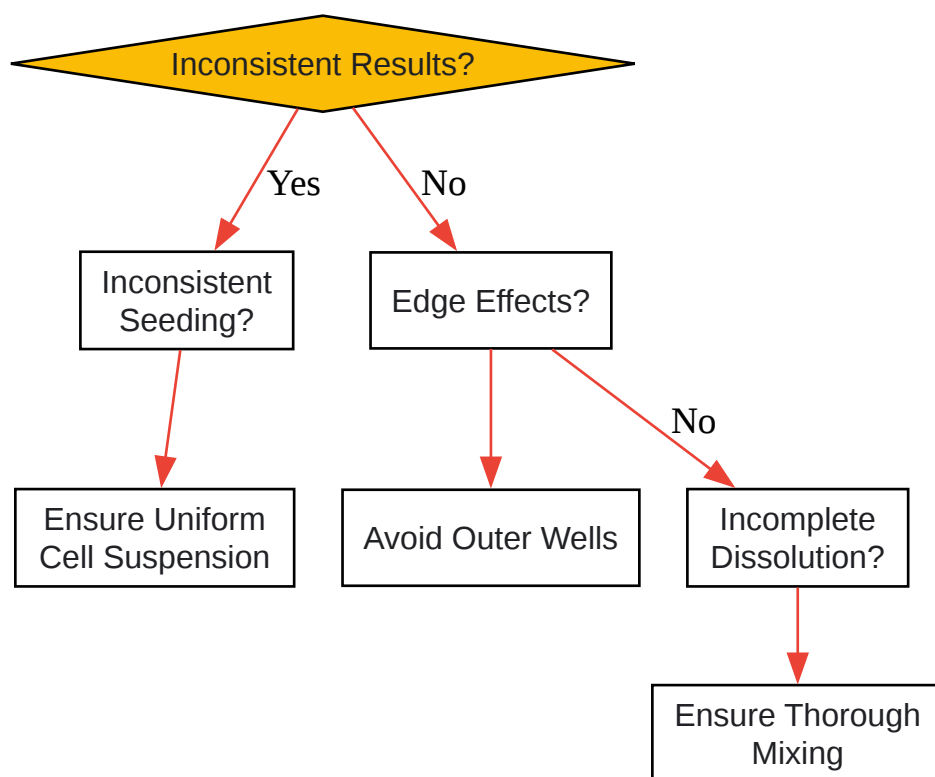 Inconsistent Results?
Yes
No
Inconsistent
Seeding?
Edge Effects?
No
Ensure Uniform
Cell Suspension
Avoid Outer Wells
Incomplete
Dissolution?
Ensure Thorough
Mixing